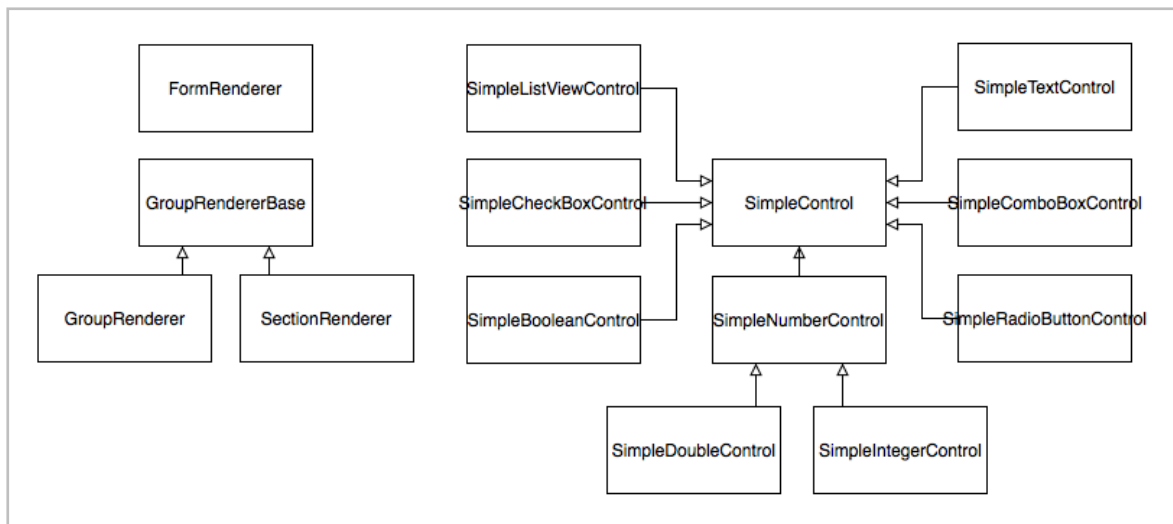 FormRenderer
SimpleListViewControl
SimpleTextControl
GroupRendererBase
SimpleCheckBoxControl
SimpleControl
SimpleComboBoxControl
GroupRenderer
SectionRenderer
SimpleBooleanControl
SimpleNumberControl
SimpleRadioButtonControl
SimpleDoubleControl
SimpleIntegerControl